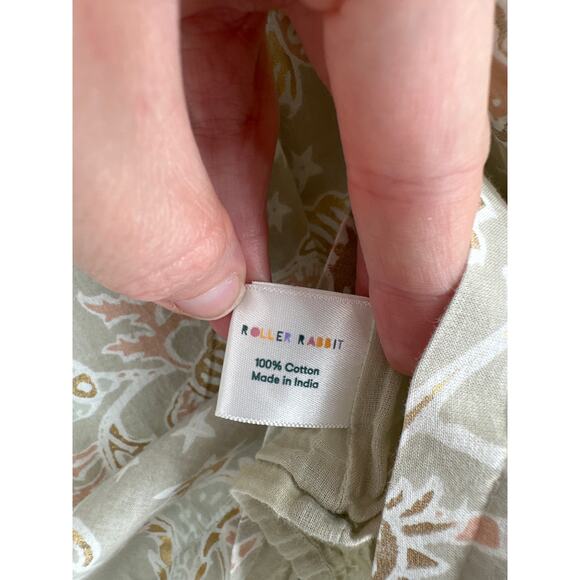 ROLLER RABBIT
100% Cotton
Made in India